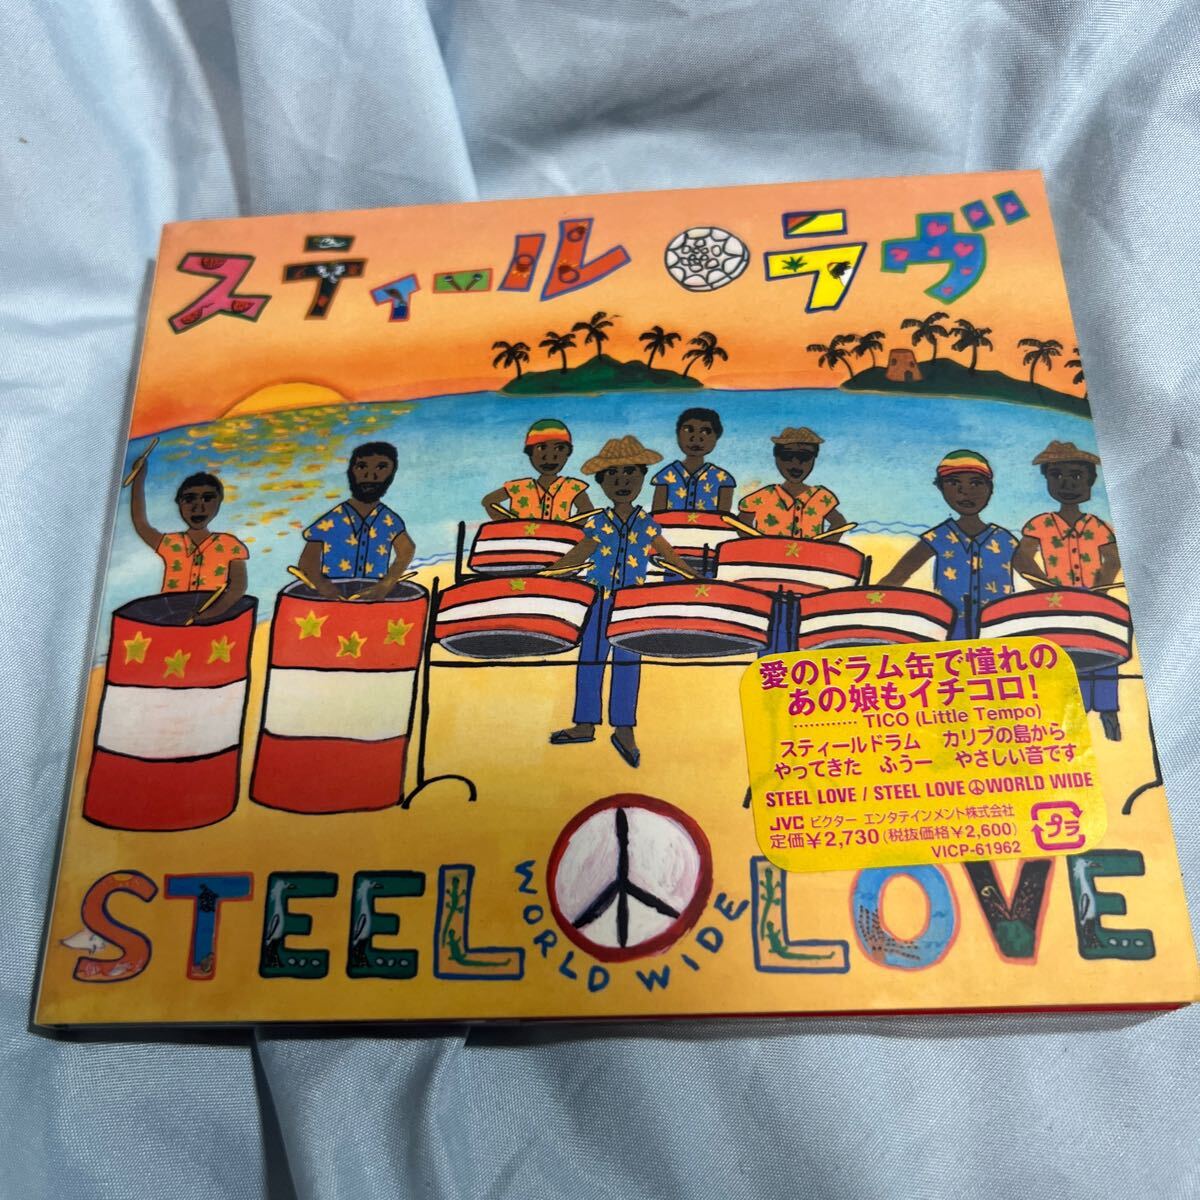 スティール ラヴ
愛のドラム缶で憧れの
あの娘もイチコロ!
………… TICO (Little Tempo)
スティールドラム カリブの島から
やってきた ふうー やさしい音です
STEEL LOVE / STEEL LOVE☮WORLD WIDE
JVC ビクター エンタテインメント株式会社
定価¥2,730(税抜価格¥2,600)
VICP-61962
プラ
STEEL LOVE
WORLD WIDE